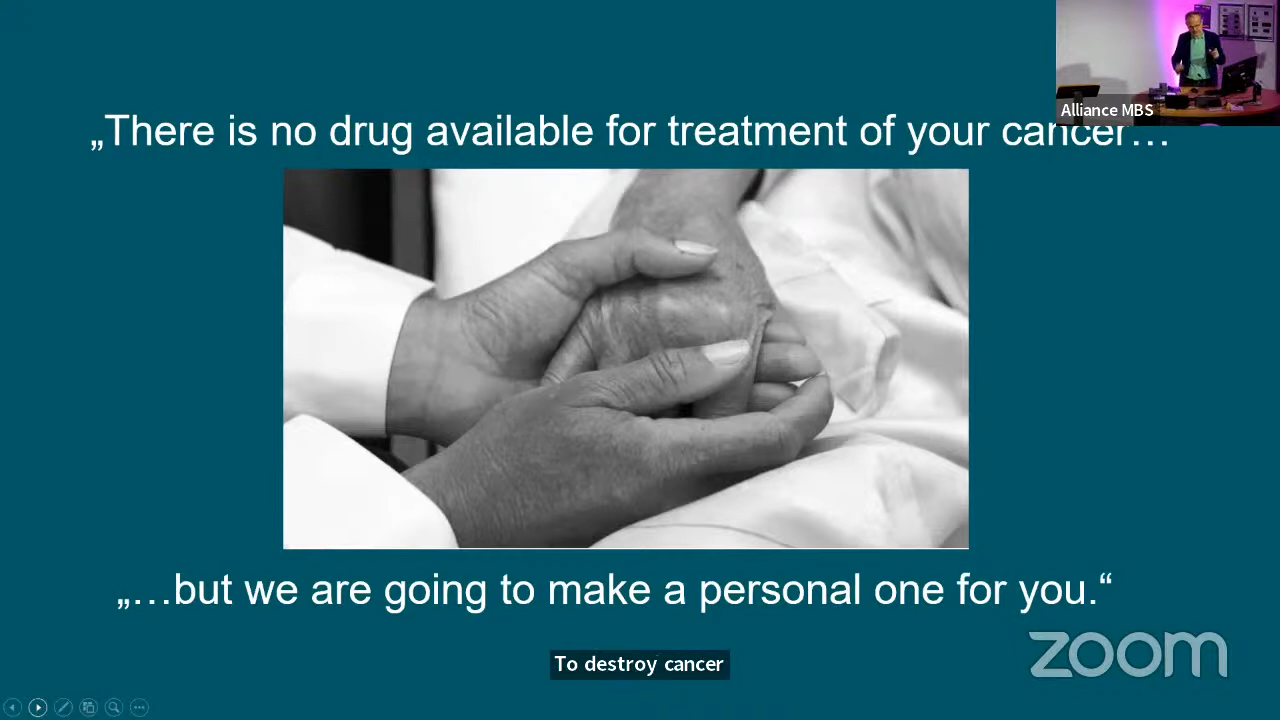 Alliance MBS
„There is no drug available for treatment of your cancer…
„…but we are going to make a personal one for you.“
To destroy cancer
zoom